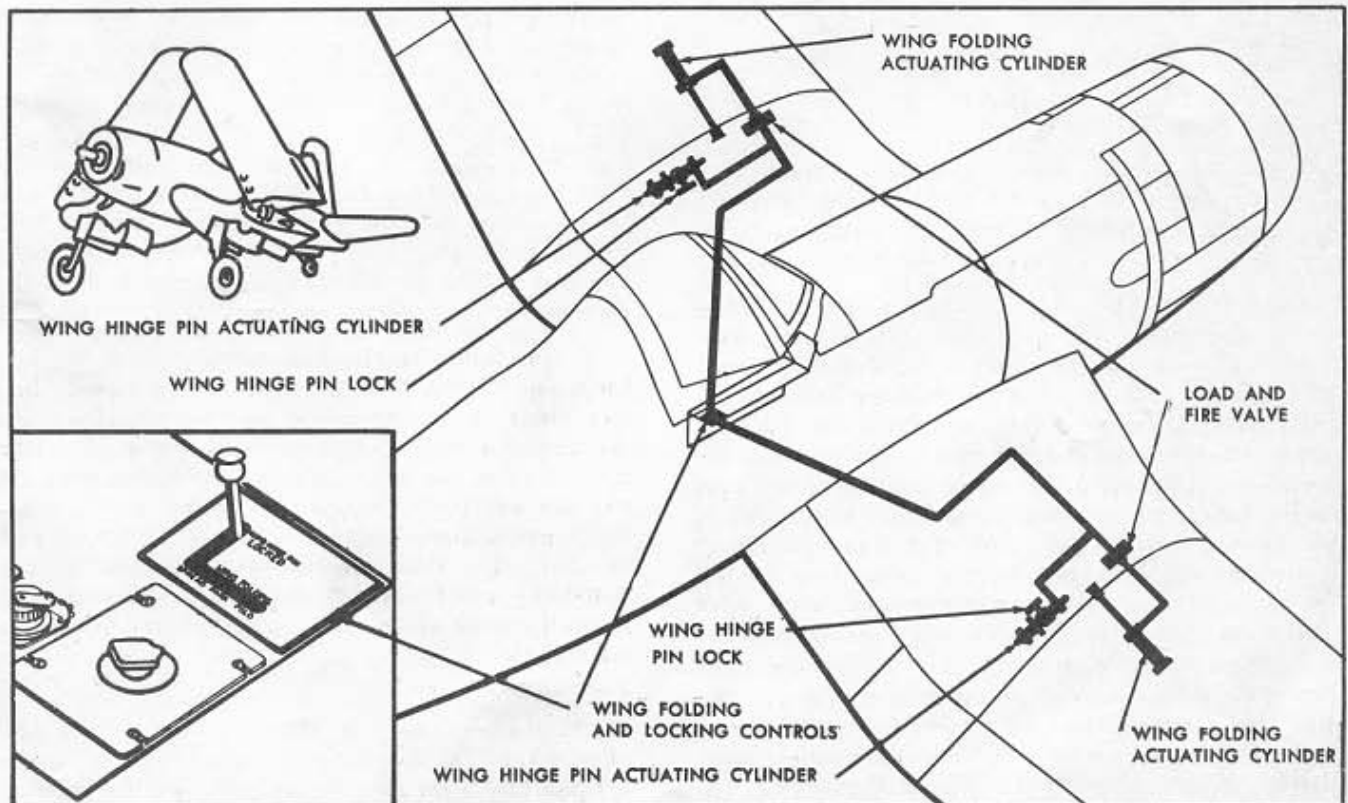 WING FOLDING
ACTUATING CYLINDER
WING HINGE PIN ACTUATING CYLINDER
WING HINGE PIN LOCK
LOAD AND
FIRE VALVE
WING HINGE
PIN LOCK
WING FOLDING
AND LOCKING CONTROLS
WING HINGE PIN ACTUATING CYLINDER
WING FOLDING
ACTUATING CYLINDER